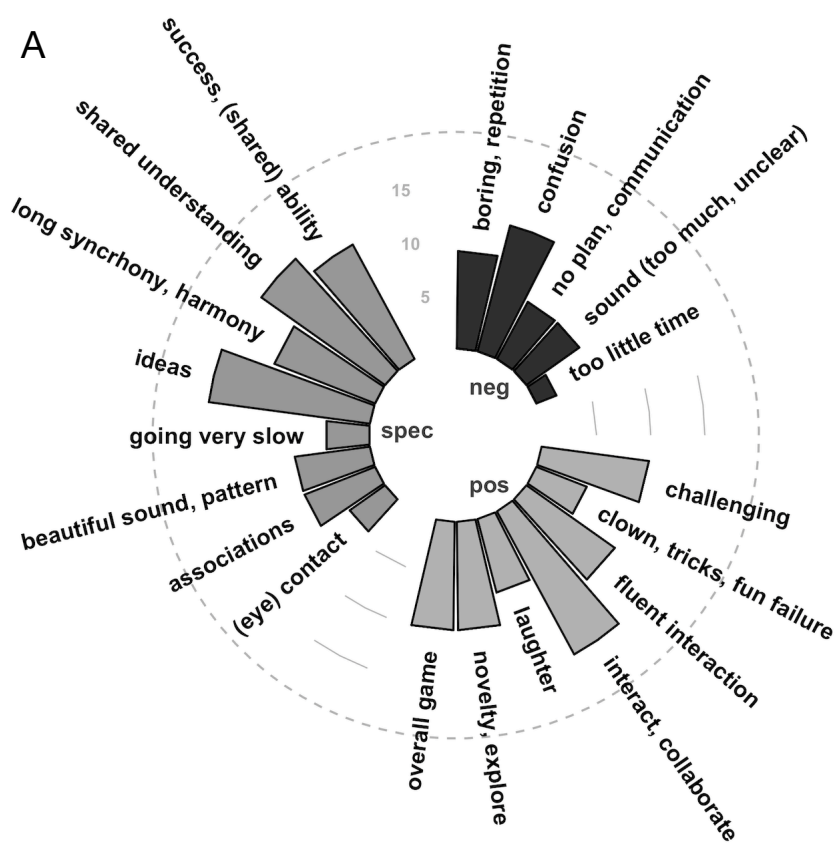 A
success, (shared) ability
shared understanding
long syncrhony, harmony
ideas
going very slow
beautiful sound, pattern
associations
(eye) contact
boring, repetition
confusion
no plan, communication
sound (too much, unclear)
too little time
15
10
5
neg
spec
pos
challenging
clown, tricks, fun failure
fluent interaction
interact, collaborate
laughter
novelty, explore
overall game